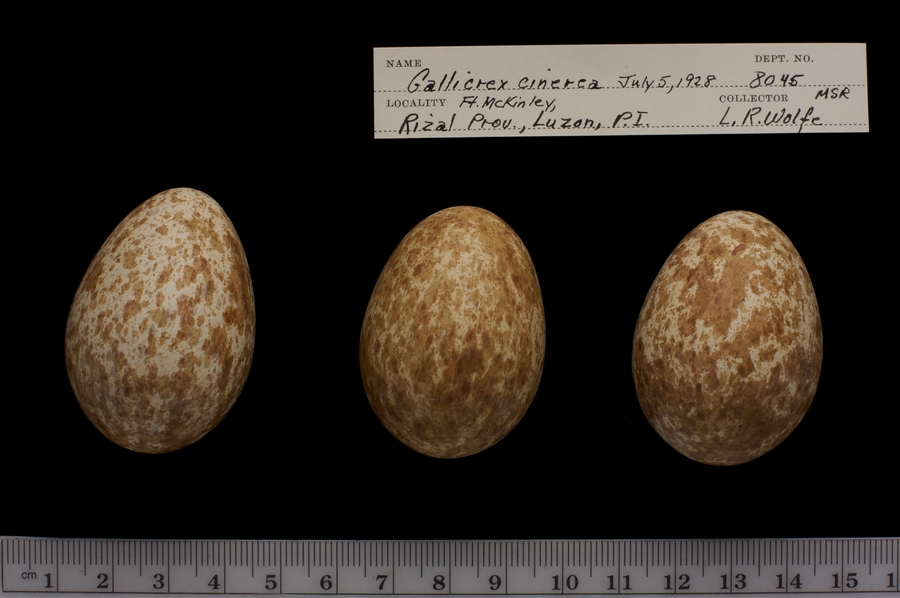 NAME DEPT. NO.
Gallicrex cinerea July 5, 1928 8045
LOCALITY Ft. McKinley, COLLECTOR MSR
Rizal Prov., Luzon, P.I. L. R. Wolfe
cm 1 2 3 4 5 6 7 8 9 10 11 12 13 14 15 1